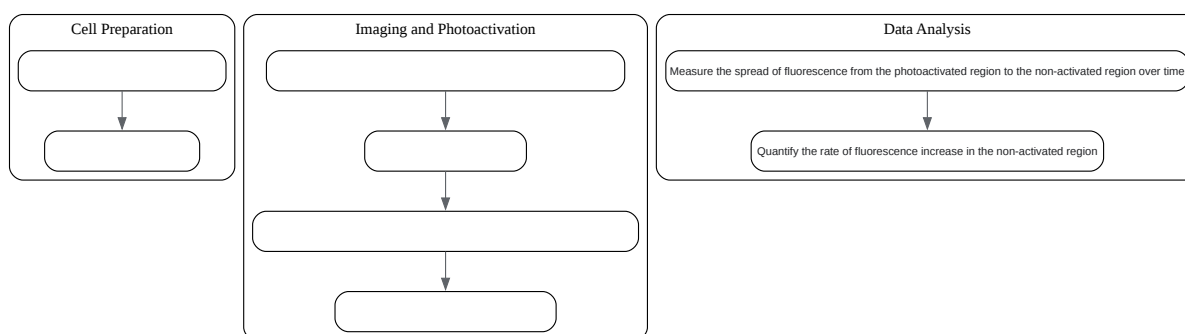 Cell Preparation
Imaging and Photoactivation
Data Analysis
Measure the spread of fluorescence from the photoactivated region to the non-activated region over time
Quantify the rate of fluorescence increase in the non-activated region